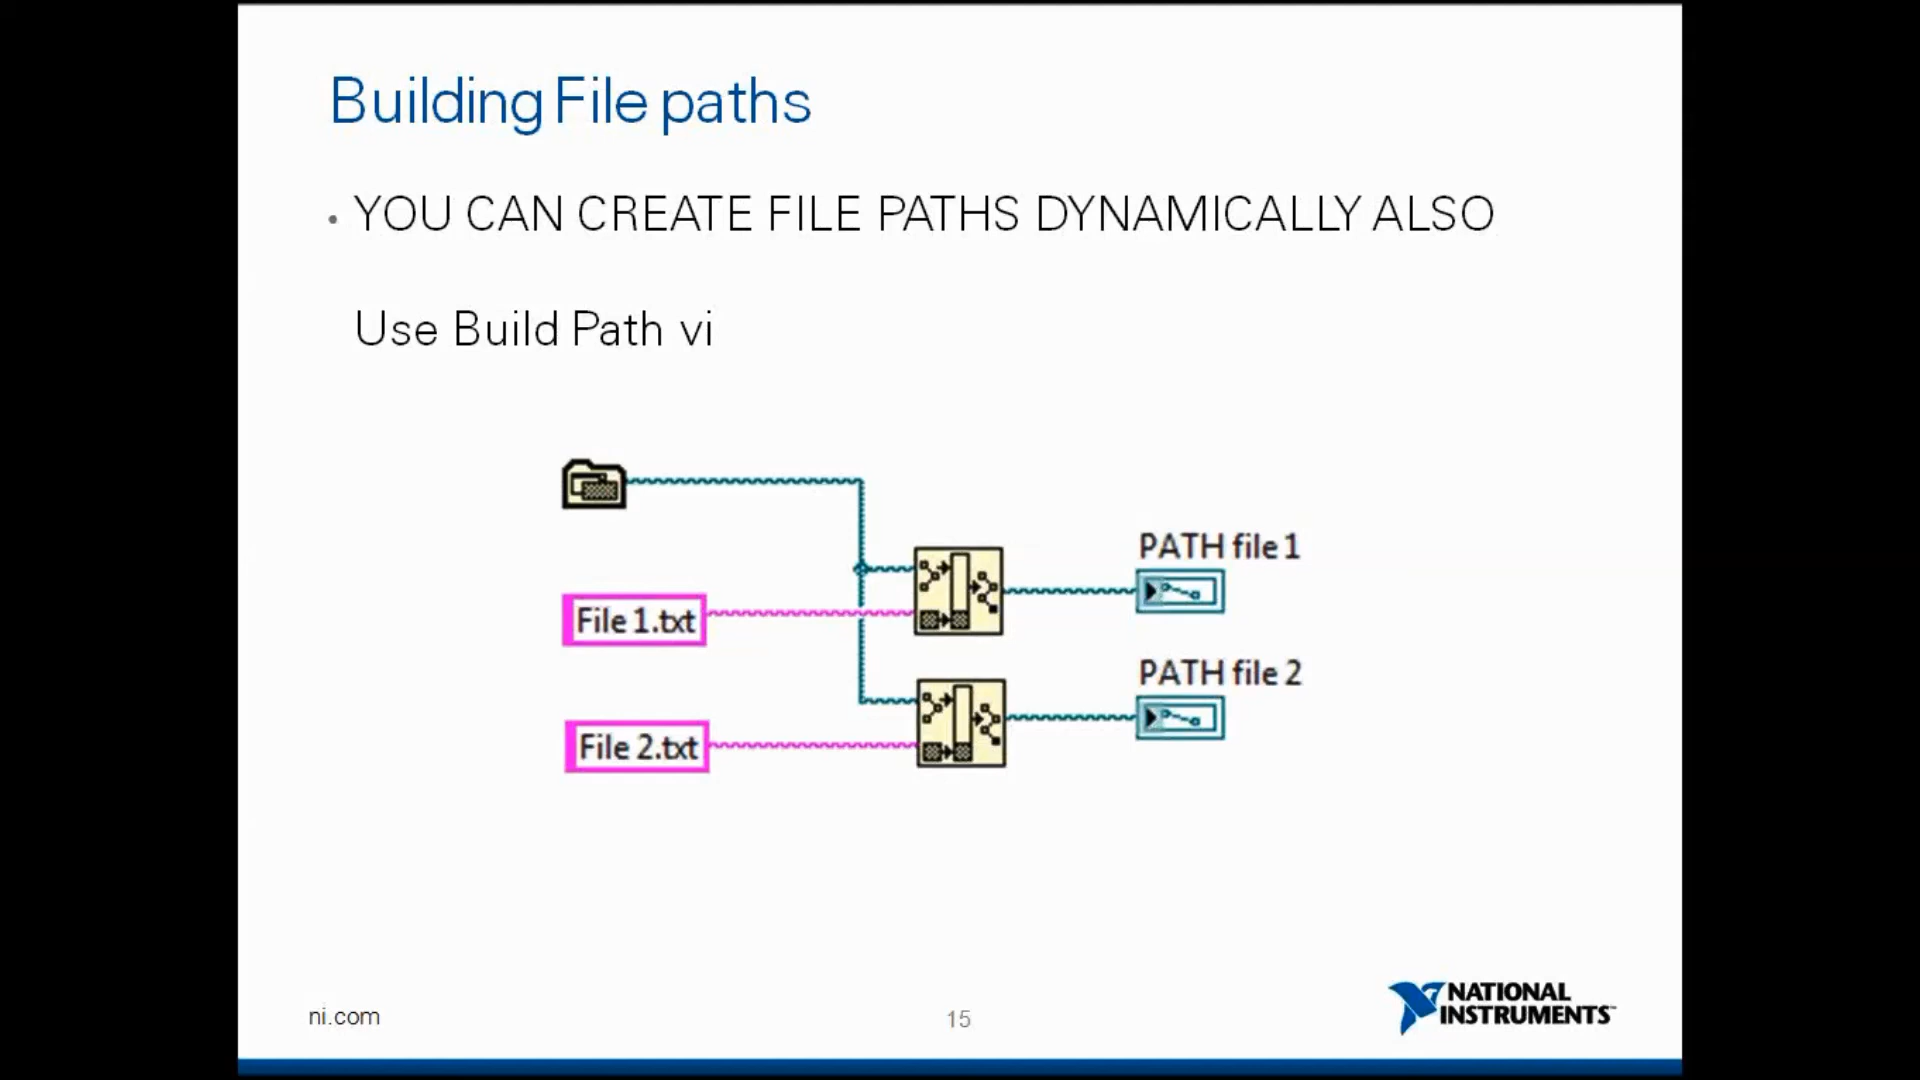 Building File paths
• YOU CAN CREATE FILE PATHS DYNAMICALLY ALSO
Use Build Path vi
PATH file 1
File 1.txt
PATH file 2
File 2.txt
ni.com
15
NATIONAL
INSTRUMENTS™